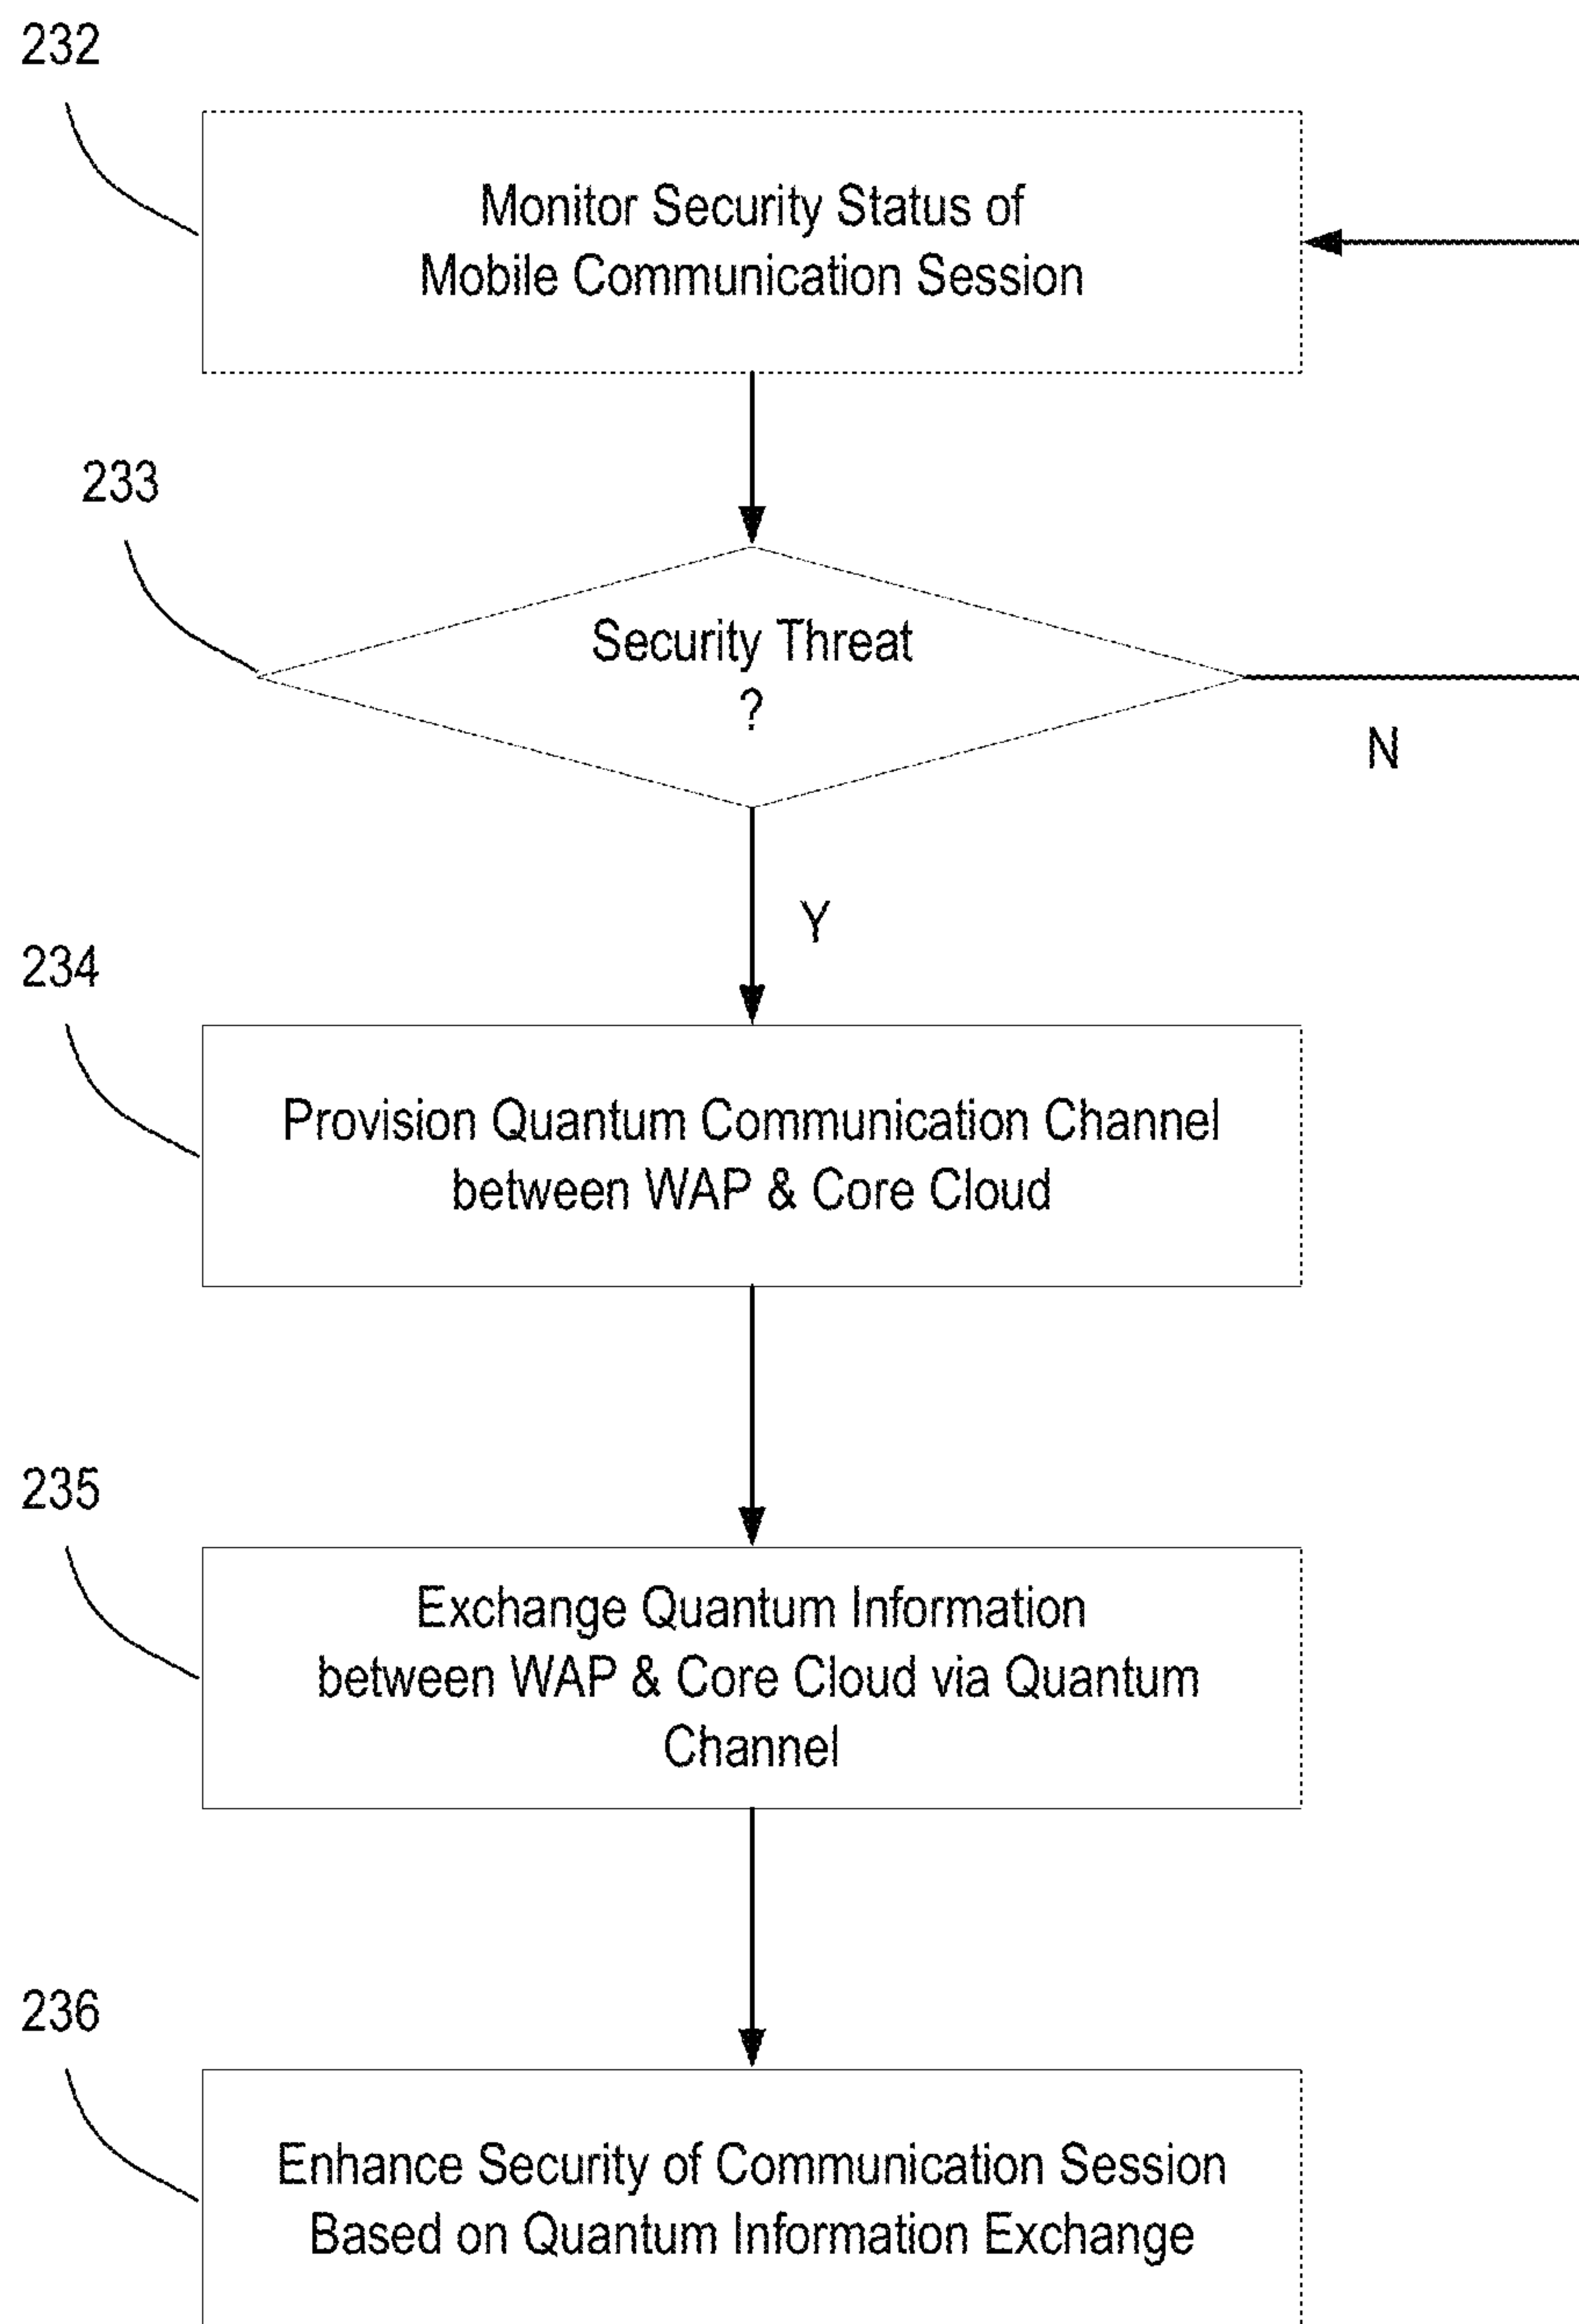 232
Monitor Security Status of
Mobile Communication Session
233
Security Threat
?
N
Y
234
Provision Quantum Communication Channel
between WAP & Core Cloud
235
Exchange Quantum Information
between WAP & Core Cloud via Quantum
Channel
236
Enhance Security of Communication Session
Based on Quantum Information Exchange